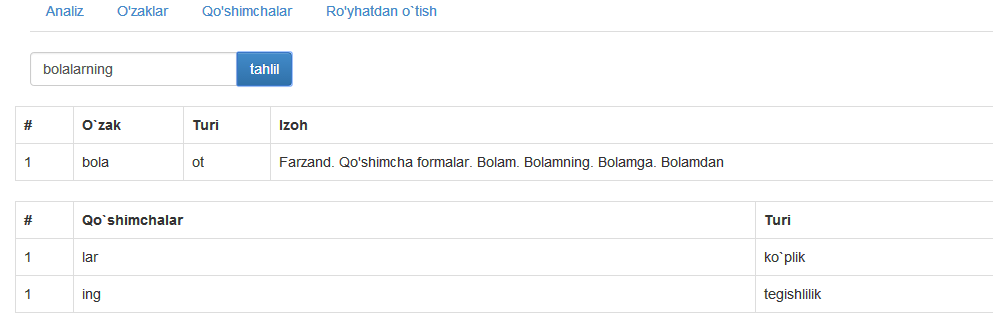 Analiz O'zaklar Qo'shimchalar Ro'yhatdan o`tish
bolalarning tahlil
# O`zak Turi Izoh
1 bola ot Farzand. Qo'shimcha formalar. Bolam. Bolamning. Bolamga. Bolamdan
# Qo`shimchalar Turi
1 lar ko`plik
1 ing tegishlilik